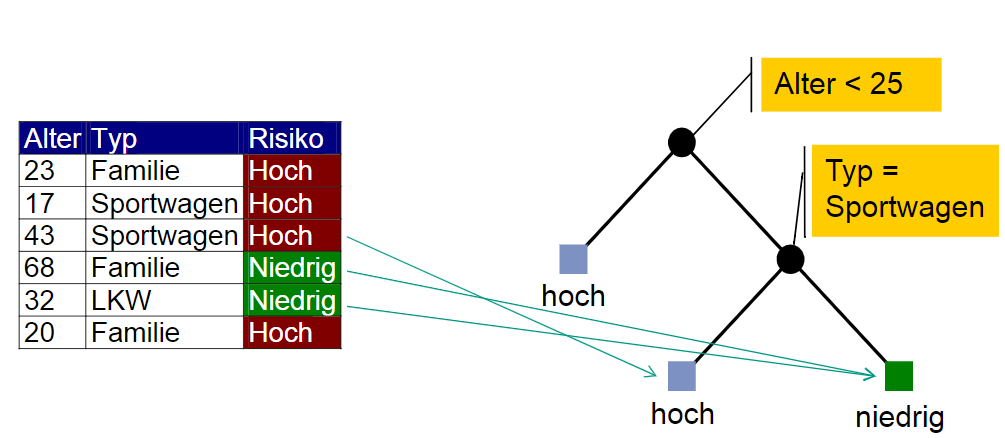 Alter Typ Risiko
23 Familie Hoch
17 Sportwagen Hoch
43 Sportwagen Hoch
68 Familie Niedrig
32 LKW Niedrig
20 Familie Hoch
Alter < 25
Typ =
Sportwagen
hoch
hoch
niedrig